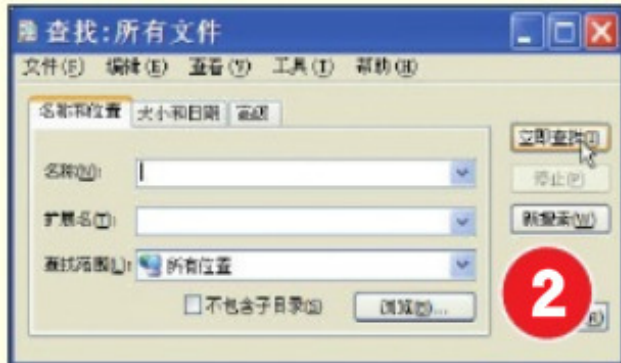 查找:所有文件
文件(F) 编辑(E) 查看(V) 工具(T) 帮助(H)
名称和位置 大小和日期 高级
立即查找(I)
名称(N):
停止(P)
扩展名(T):
新搜索(W)
查找范围(L): 所有位置
不包含子目录(S) 浏览(B)...
2
(R)